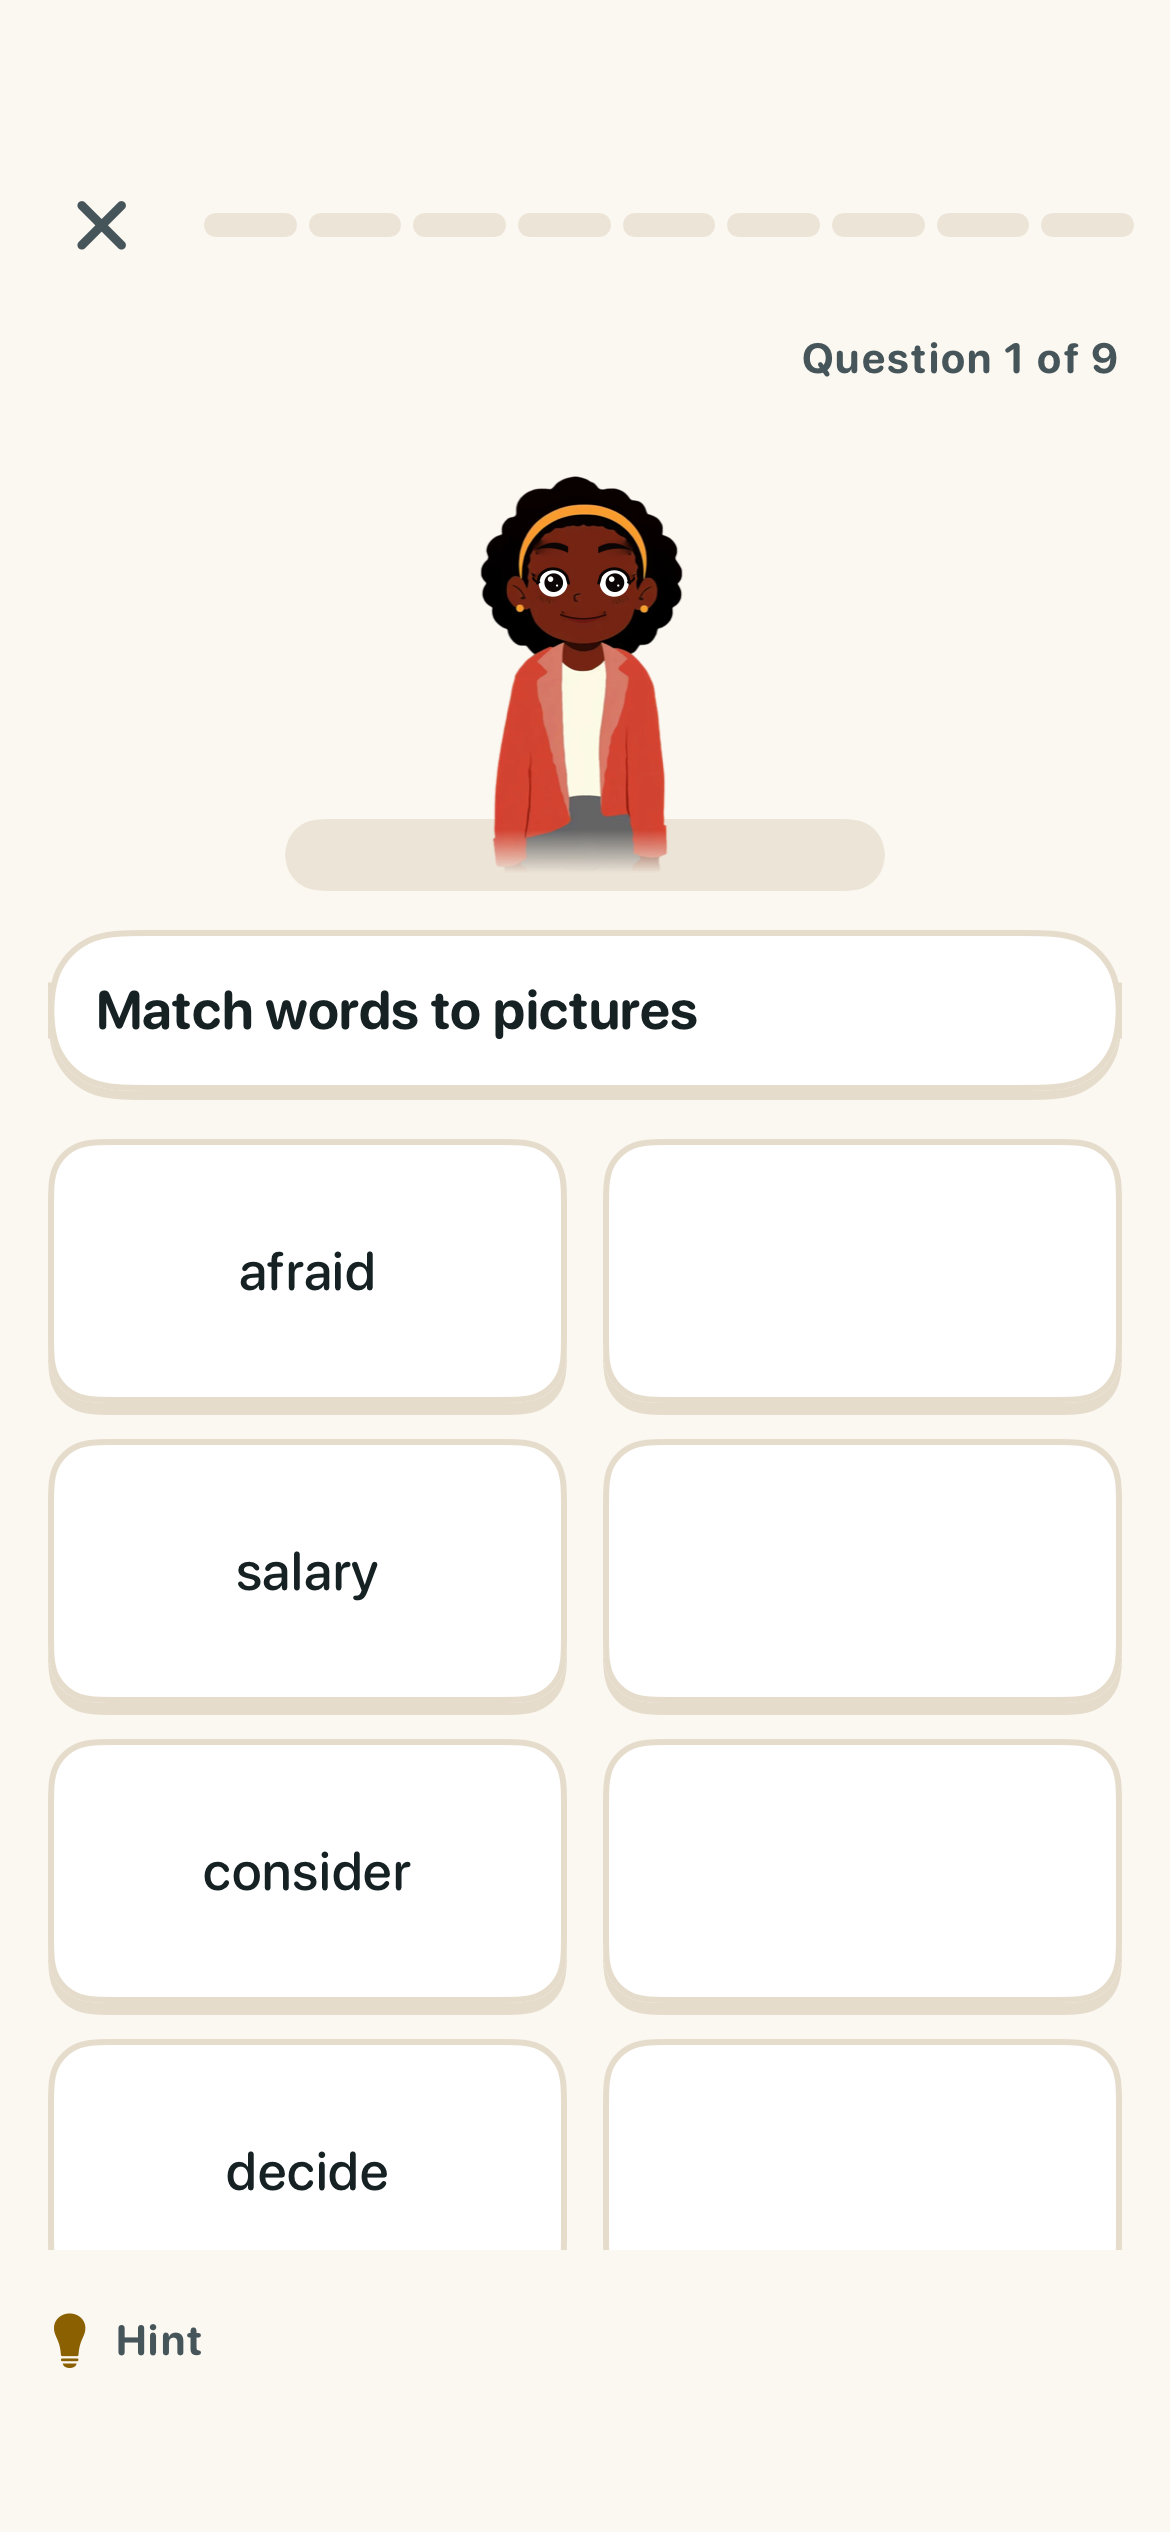 Question 1 of 9
Match words to pictures
afraid
salary
consider
decide
Hint